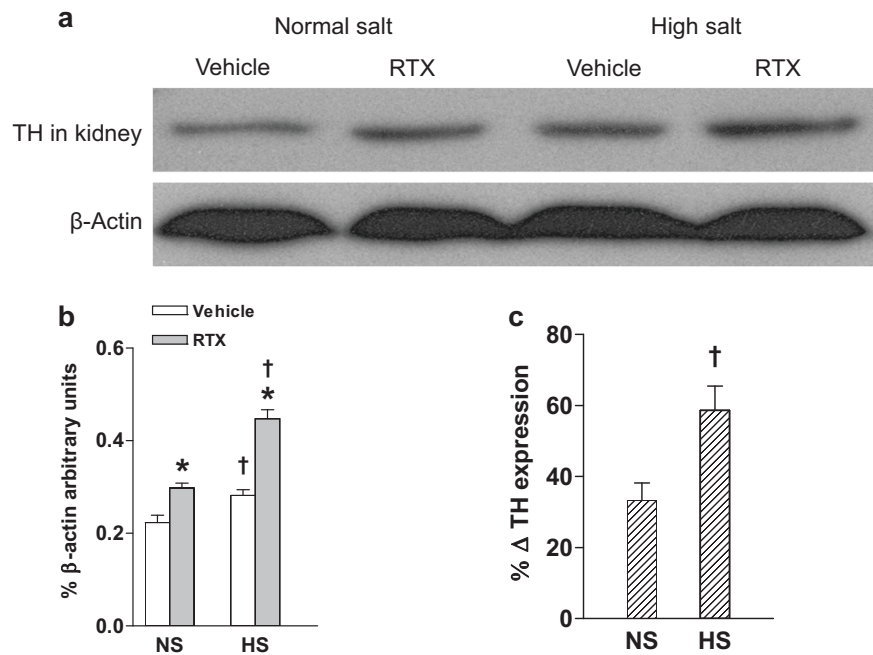 a
Normal salt High salt
Vehicle RTX Vehicle RTX
TH in kidney
β-Actin
b
Vehicle
RTX
% β-actin arbitrary units
0.6
0.4
0.2
0.0
*
†
†
*
NS HS
c
% Δ TH expression
80
60
40
20
0
†
NS HS